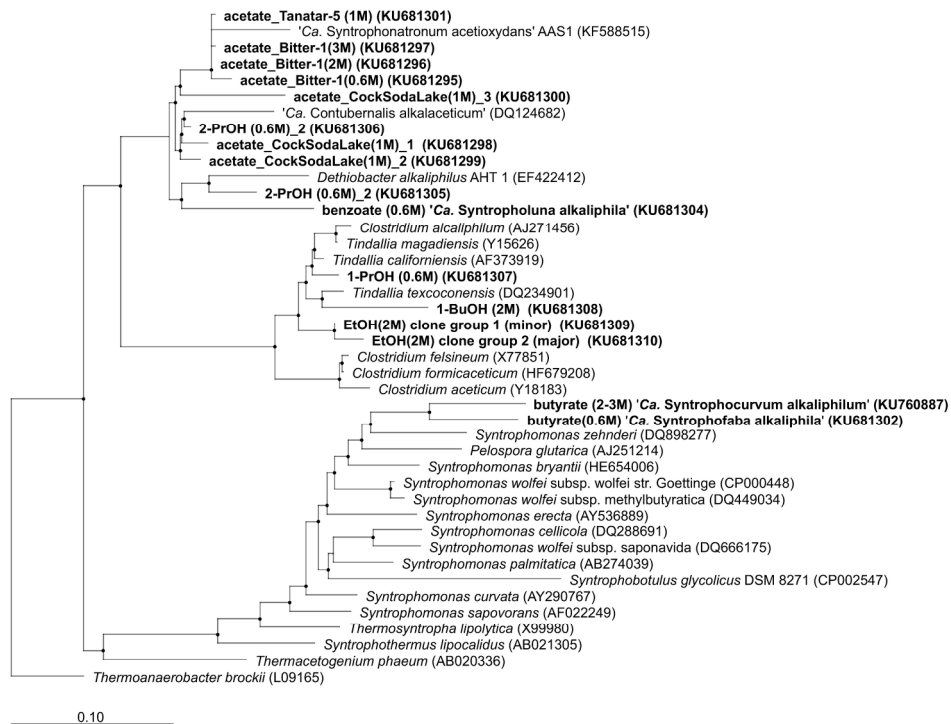 acetate_Tanatar-5 (1M) (KU681301)
'Ca. Syntrophonatronum acetioxydans' AAS1 (KF588515)
acetate_Bitter-1(3M) (KU681297)
acetate_Bitter-1(2M) (KU681296)
acetate_Bitter-1(0.6M) (KU681295)
acetate_CockSodaLake(1M)_3 (KU681300)
'Ca. Contubernalis alkalaceticum' (DQ124682)
2-PrOH (0.6M)_2 (KU681306)
acetate_CockSodaLake(1M)_1 (KU681298)
acetate_CockSodaLake(1M)_2 (KU681299)
Dethiobacter alkaliphilus AHT 1 (EF422412)
2-PrOH (0.6M)_2 (KU681305)
benzoate (0.6M) 'Ca. Syntropholuna alkaliphila' (KU681304)
Clostridium alcaliphilum (AJ271456)
Tindallia magadiensis (Y15626)
Tindallia californiensis (AF373919)
1-PrOH (0.6M) (KU681307)
Tindallia texcoconensis (DQ234901)
1-BuOH (2M) (KU681308)
EtOH(2M) clone group 1 (minor) (KU681309)
EtOH(2M) clone group 2 (major) (KU681310)
Clostridium felsineum (X77851)
Clostridium formicaceticum (HF679208)
Clostridium aceticum (Y18183)
butyrate (2-3M) 'Ca. Syntrophocurvum alkaliphilum' (KU760887)
butyrate(0.6M) 'Ca. Syntrophofaba alkaliphila' (KU681302)
Syntrophomonas zehnderi (DQ898277)
Pelospora glutarica (AJ251214)
Syntrophomonas bryantii (HE654006)
Syntrophomonas wolfei subsp. wolfei str. Goettinge (CP000448)
Syntrophomonas wolfei subsp. methylbutyratica (DQ449034)
Syntrophomonas erecta (AY536889)
Syntrophomonas cellicola (DQ288691)
Syntrophomonas wolfei subsp. saponavida (DQ666175)
Syntrophomonas palmitatica (AB274039)
Syntrophobotulus glycolicus DSM 8271 (CP002547)
Syntrophomonas curvata (AY290767)
Syntrophomonas sapovorans (AF022249)
Thermosyntropha lipolytica (X99980)
Syntrophothermus lipocalidus (AB021305)
Thermacetogenium phaeum (AB020336)
Thermoanaerobacter brockii (L09165)
0.10